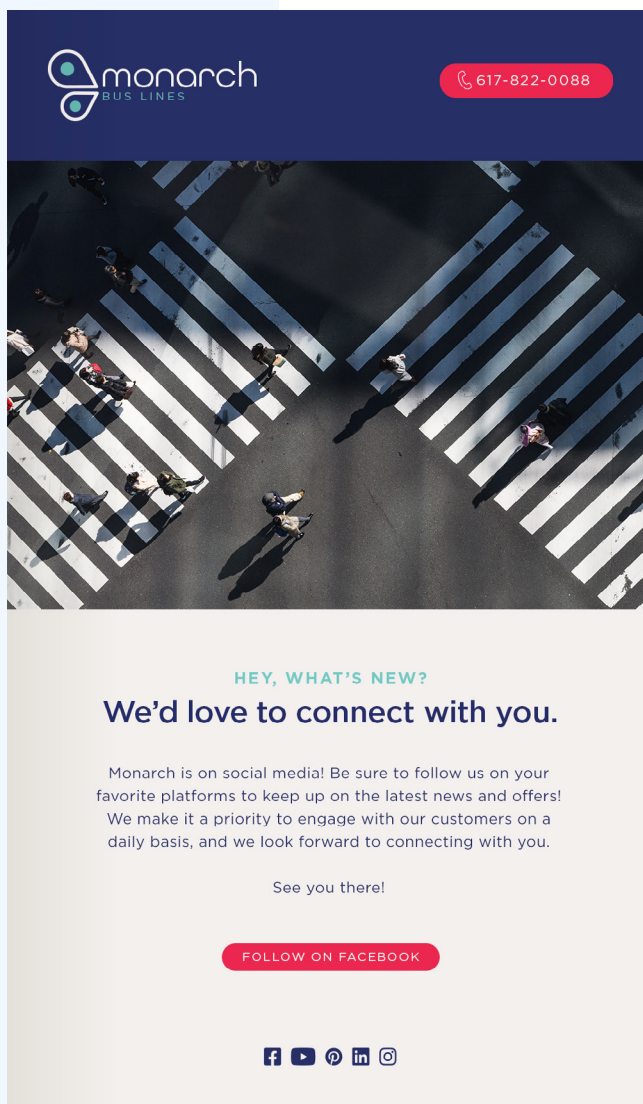 monarch
BUS LINES
617-822-0088
HEY, WHAT'S NEW?
We'd love to connect with you.
Monarch is on social media! Be sure to follow us on your
favorite platforms to keep up on the latest news and offers!
We make it a priority to engage with our customers on a
daily basis, and we look forward to connecting with you.
See you there!
FOLLOW ON FACEBOOK